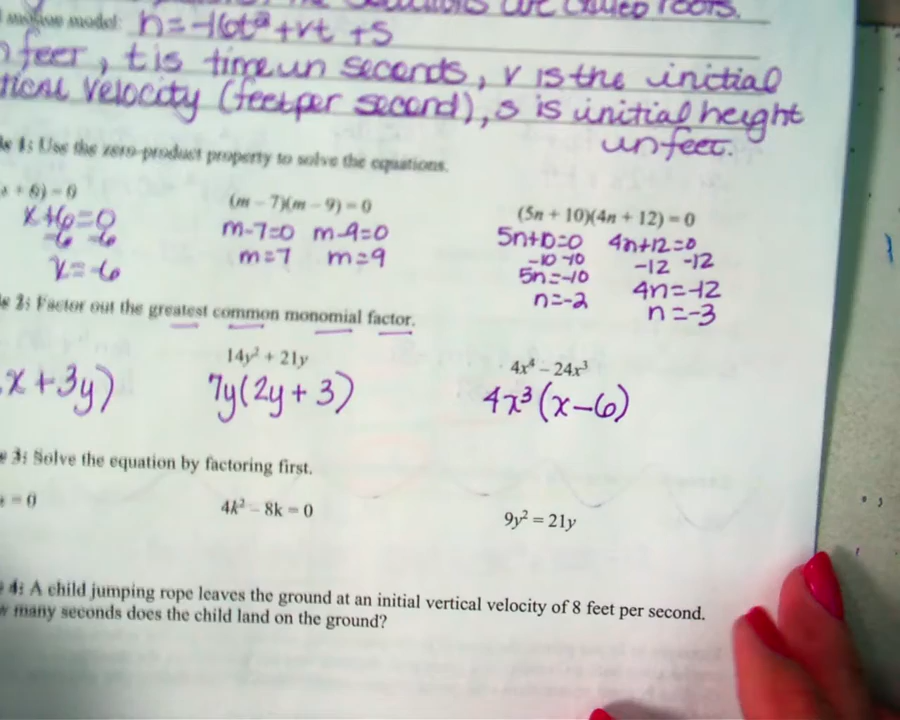 model: h=-16t²+vt +s
feet, t is time in seconds, v is the initial
velocity (feet per second), s is initial height
in feet.
1: Use the zero-product property to solve the equations.
+ 6) = 0 (m – 7)(m – 9) = 0 (5n + 10)(4n + 12) = 0
x+6=0 m-7=0 m-9=0 5n+10=0 4n+12=0
-6 -6 m=7 m=9 -10 -10 -12 -12
x=-6 5n=-10 4n=-12
n=-2 n=-3
2: Factor out the greatest common monomial factor.
14y² + 21y 4x⁴ – 24x³
x+3y) 7y(2y+3) 4x³(x-6)
3: Solve the equation by factoring first.
= 0 4k² – 8k = 0 9y² = 21y
4: A child jumping rope leaves the ground at an initial vertical velocity of 8 feet per second.
many seconds does the child land on the ground?